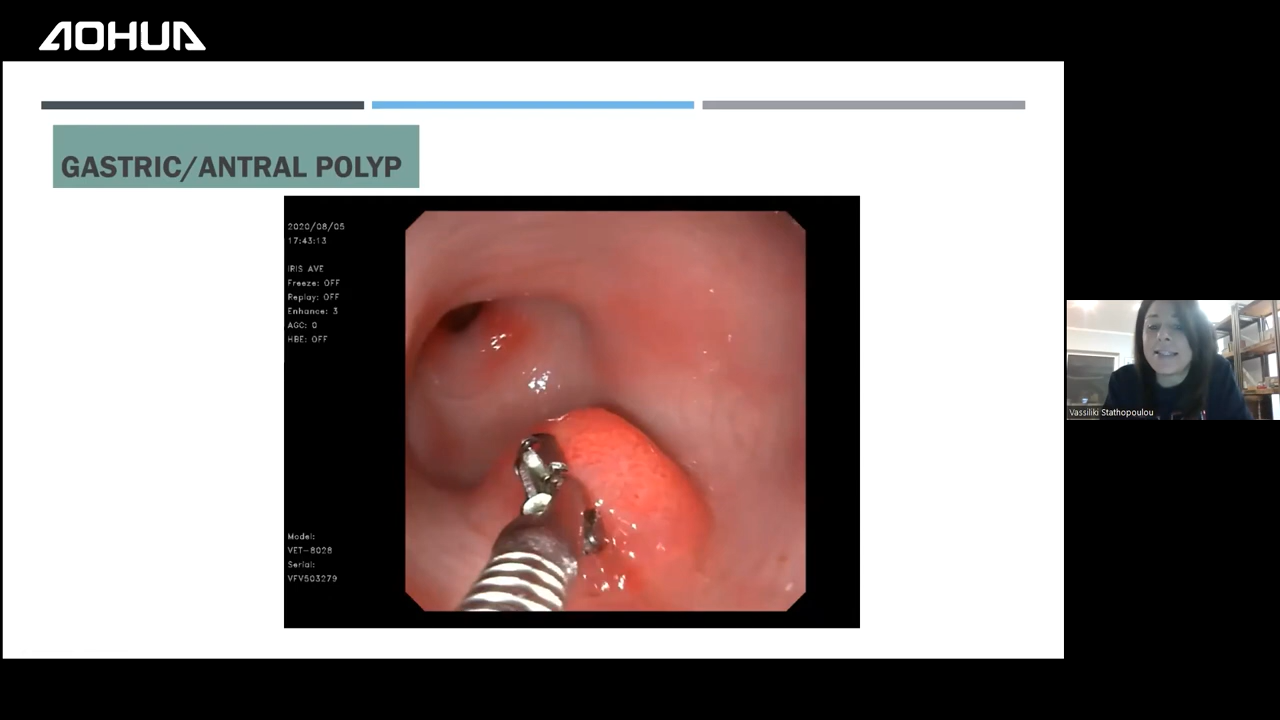 AOHUA
GASTRIC/ANTRAL POLYP
2020/08/05
17:43:13
IRIS AVE
Freeze: OFF
Replay: OFF
Enhance: 3
AGC: 0
HBE: OFF
Model:
VET-8028
Serial:
VFV503279
Vassiliki Stathopoulou